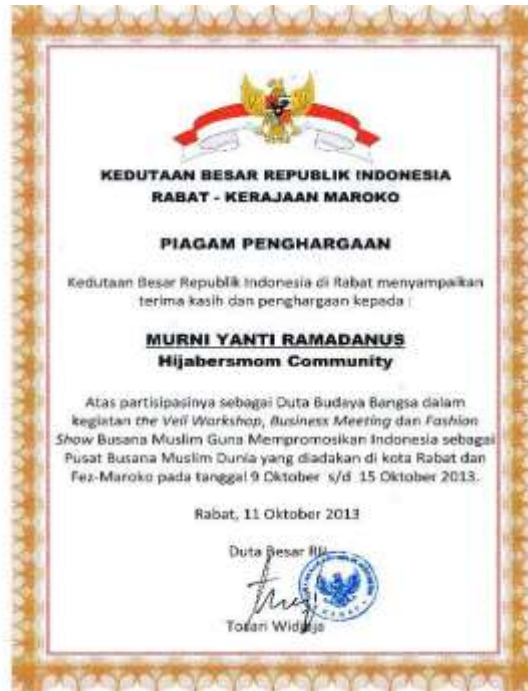 KEDUTAAN BESAR REPUBLIK INDONESIA
RABAT - KERAJAAN MAROKO
PIAGAM PENGHARGAAN
Kedutaan Besar Republik Indonesia di Rabat menyampaikan
terima kasih dan penghargaan kepada :
MURNI YANTI RAMADANUS
Hijabersmom Community
Atas partisipasinya sebagai Duta Budaya Bangsa dalam
kegiatan the Veil Workshop, Business Meeting dan Fashion
Show Busana Muslim Guna Mempromosikan Indonesia sebagai
Pusat Busana Muslim Dunia yang diadakan di kota Rabat dan
Fez-Maroko pada tanggal 9 Oktober s/d 15 Oktober 2013.
Rabat, 11 Oktober 2013
Duta Besar RI
Tosari Widjaja